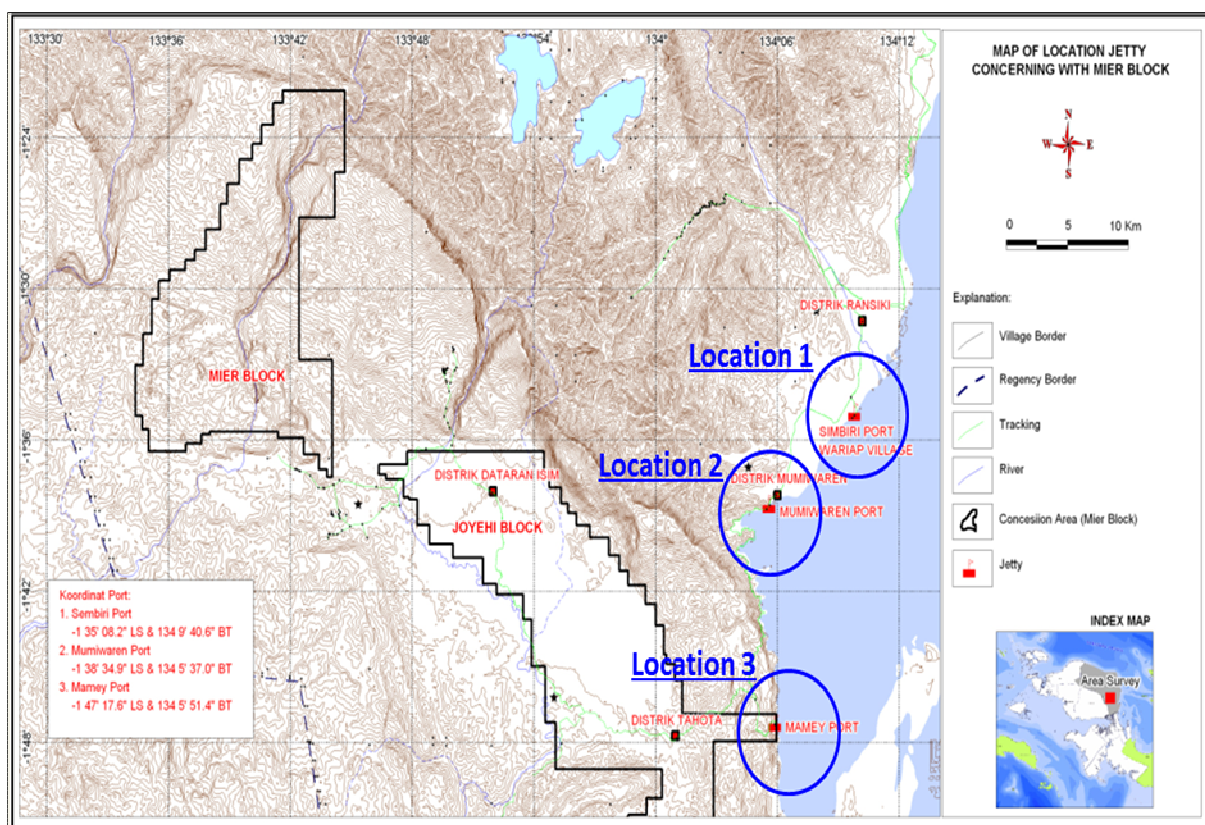 133°30'
133°36'
133°42'
133°48'
133°54'
134°
134°06'
134°12'
-1°24'
-1°30'
-1°36'
-1°42'
-1°48'
MIER BLOCK
DISTRIK RANSIKI
Location 1
SIMBIRI PORT
WARIAP VILLAGE
Location 2
DISTRIK MUMIWAREN
MUMIWAREN PORT
DISTRIK DATARAN ISIM
JOYEHI BLOCK
Location 3
DISTRIK TAHOTA
MAMEY PORT
Koordinat Port:
1. Sembiri Port
-1 35' 08.2" LS & 134 9' 40.6" BT
2. Mumiwaren Port
-1 38' 34.9" LS & 134 5' 37.0" BT
3. Mamey Port
-1 47' 17.6" LS & 134 5' 51.4" BT
MAP OF LOCATION JETTY
CONCERNING WITH MIER BLOCK
N
W E
S
0 5 10 Km
Explanation:
Village Border
Regency Border
Tracking
River
Concesiion Area (Mier Block)
Jetty
INDEX MAP
Area Survey